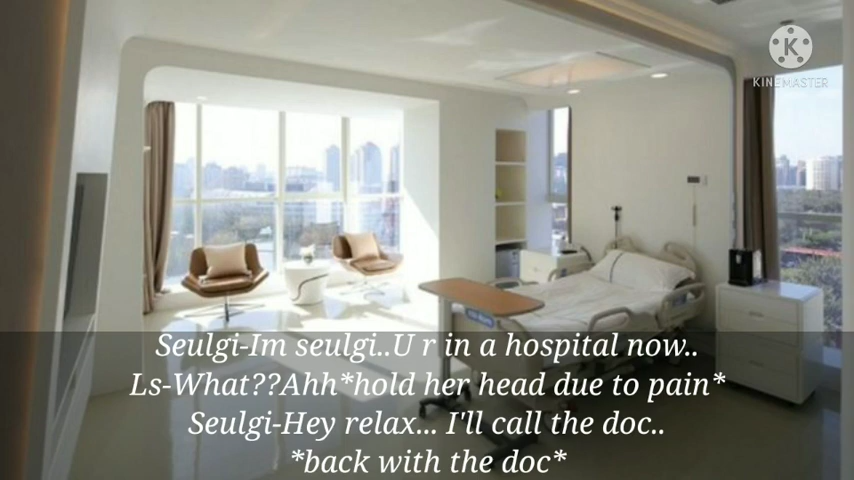 KINEMASTER
Seulgi-Im seulgi..U r in a hospital now..
Ls-What??Ahh*hold her head due to pain*
Seulgi-Hey relax... I'll call the doc..
*back with the doc*